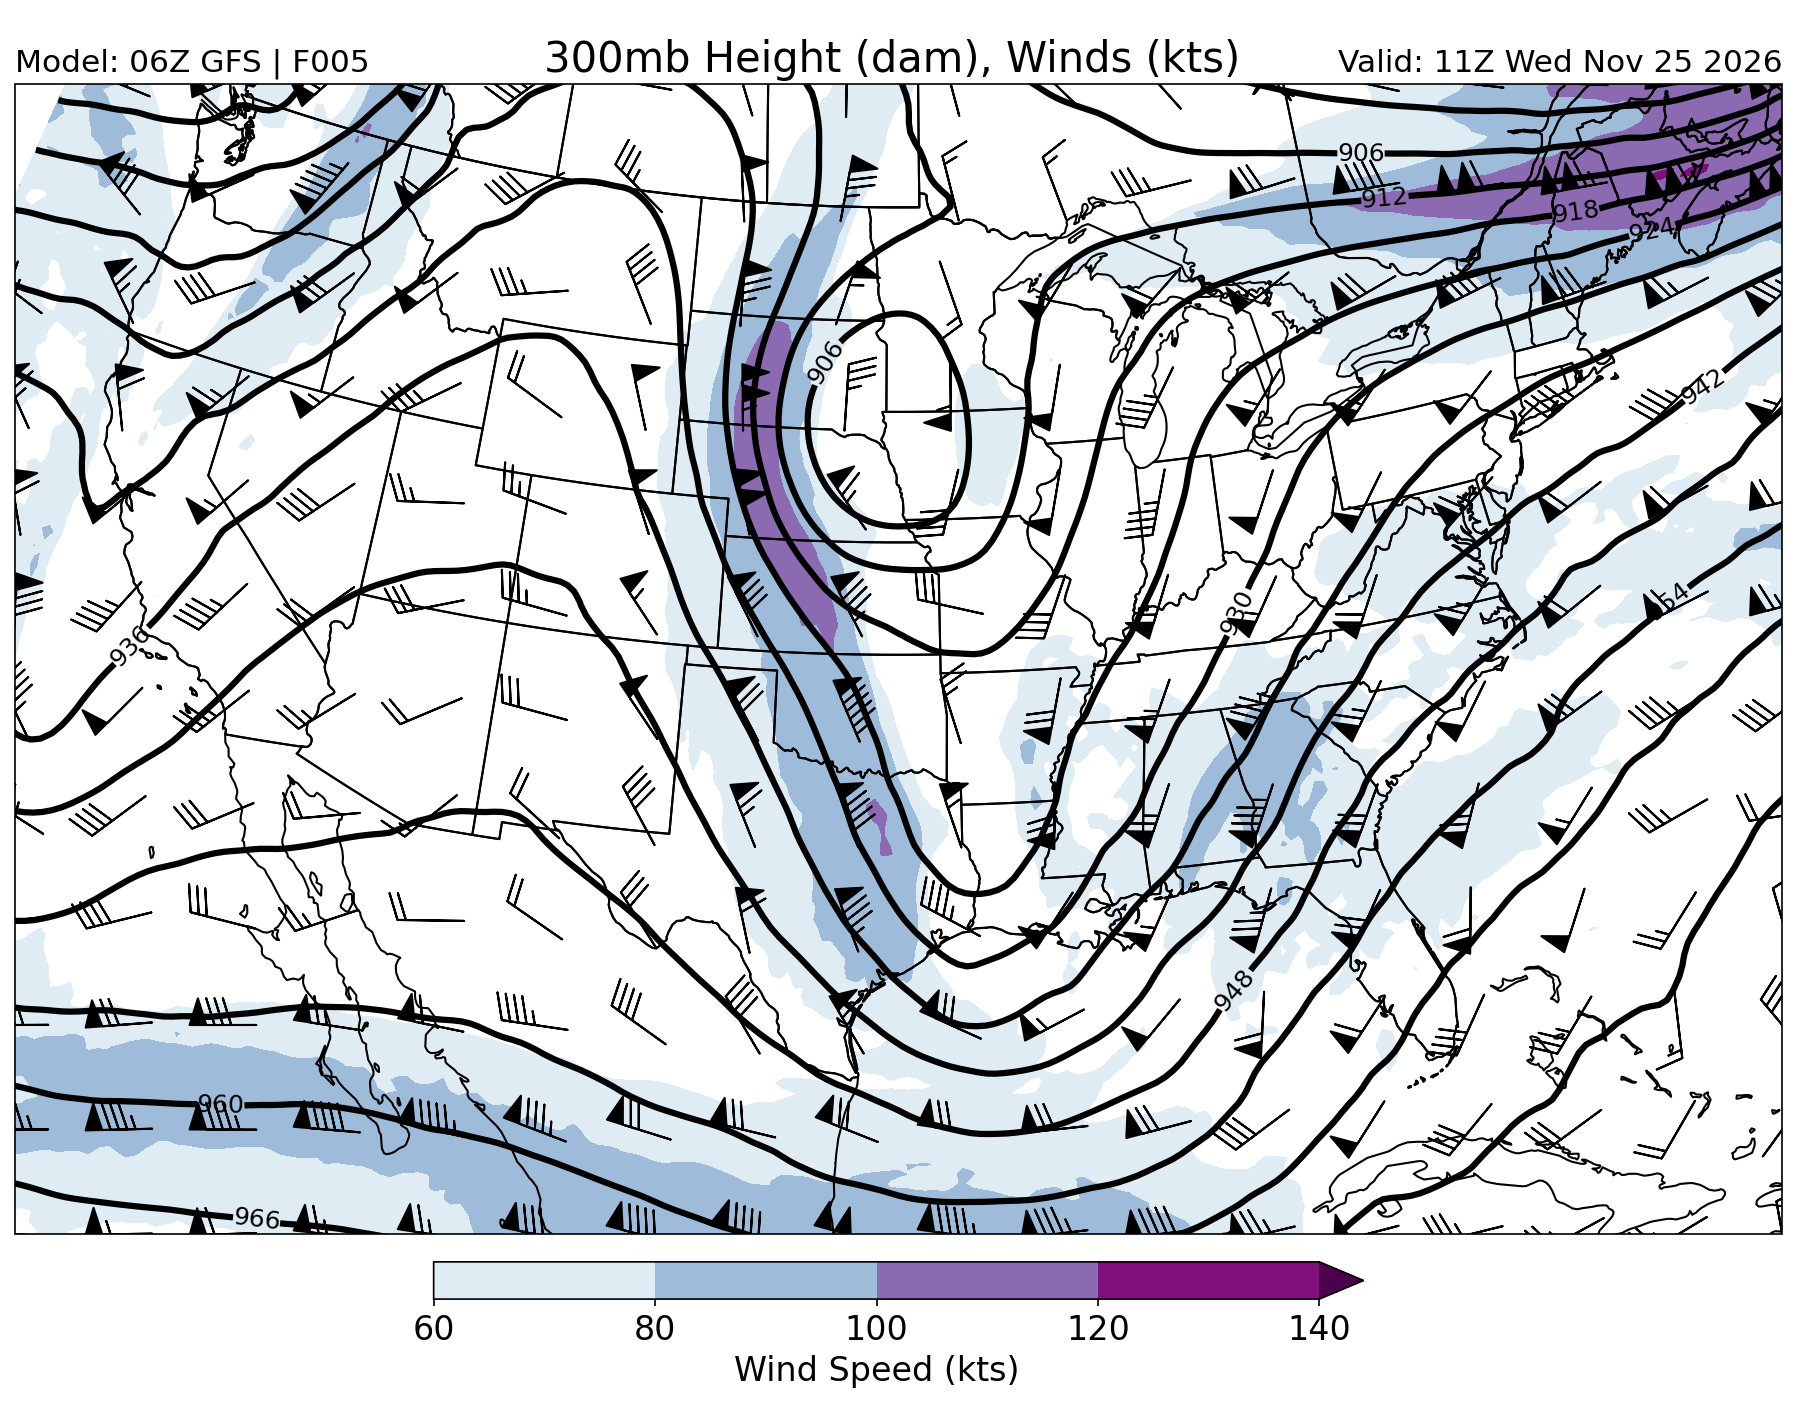 Model: 06Z GFS | F005
300mb Height (dam), Winds (kts)
Valid: 11Z Wed Nov 25 2026
906
912
918
924
906
942
954
930
936
948
960
966
60 80 100 120 140
Wind Speed (kts)